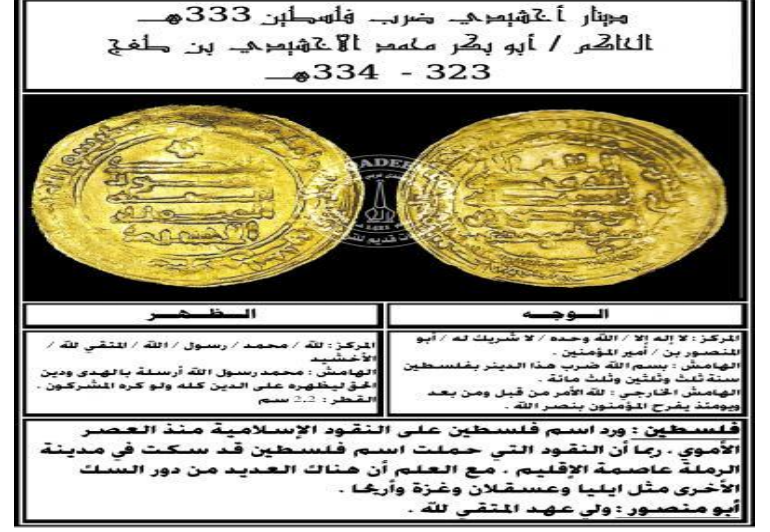 دينار أخشيدي ضرب فلسطين 333هـ
الحاكم / أبو بكر محمد الاخشيدي بن طغج
323 - 334هـ
الوجه
المركز : لا إله إلا / الله وحده / لا شريك له / أبو
المنصور بن / أمير المؤمنين .
الهامش : بسم الله ضرب هذا الدينر بفلسطين
سنة ثلث وثلثين وثلث مائة .
الهامش الخارجي : لله الأمر من قبل ومن بعد
ويومئذ يفرح المؤمنون بنصر الله .
الظهر
المركز : لله / محمد / رسول / الله / المتقي لله /
الأخشيد
الهامش : محمد رسول الله أرسلة بالهدى ودين
الحق ليظهره على الدين كله ولو كره المشركون .
القطر : 2.2 سم
فلسطين : ورد اسم فلسطين على النقود الإسلامية منذ العصر
الأموي . ربما أن النقود التي حملت اسم فلسطين قد سكت في مدينة
الرملة عاصمة الإقليم . مع العلم أن هناك العديد من دور السك
الأخرى مثل ايليا وعسقلان وغزة وأريحا .
أبو منصور : ولي عهد المتقي لله .